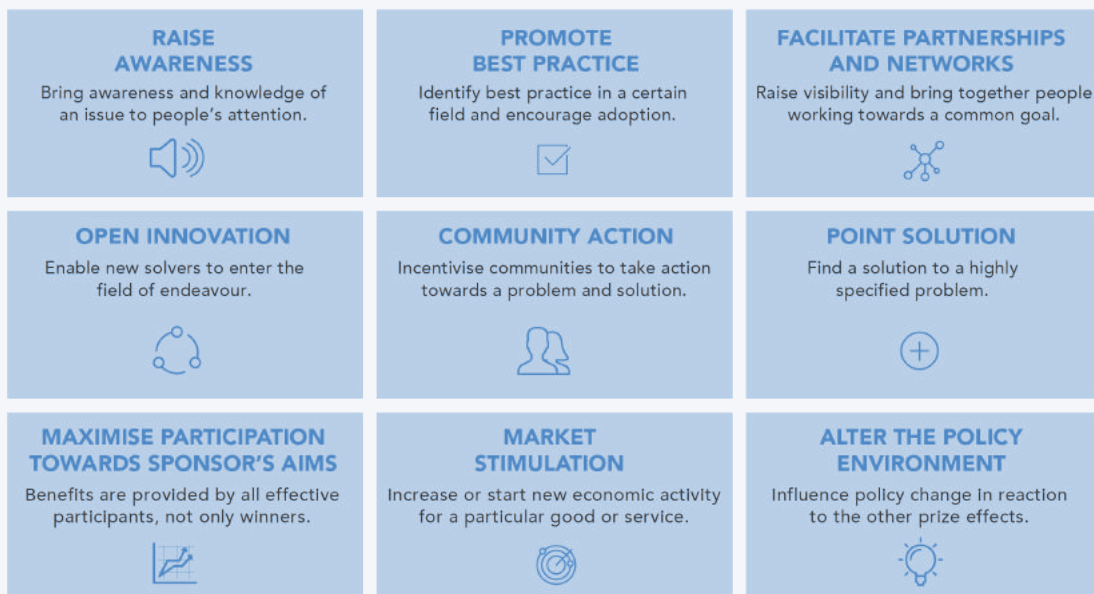 RAISE
AWARENESS
Bring awareness and knowledge of
an issue to people's attention.
PROMOTE
BEST PRACTICE
Identify best practice in a certain
field and encourage adoption.
FACILITATE PARTNERSHIPS
AND NETWORKS
Raise visibility and bring together people
working towards a common goal.
OPEN INNOVATION
Enable new solvers to enter the
field of endeavour.
COMMUNITY ACTION
Incentivise communities to take action
towards a problem and solution.
POINT SOLUTION
Find a solution to a highly
specified problem.
MAXIMISE PARTICIPATION
TOWARDS SPONSOR'S AIMS
Benefits are provided by all effective
participants, not only winners.
MARKET
STIMULATION
Increase or start new economic activity
for a particular good or service.
ALTER THE POLICY
ENVIRONMENT
Influence policy change in reaction
to the other prize effects.